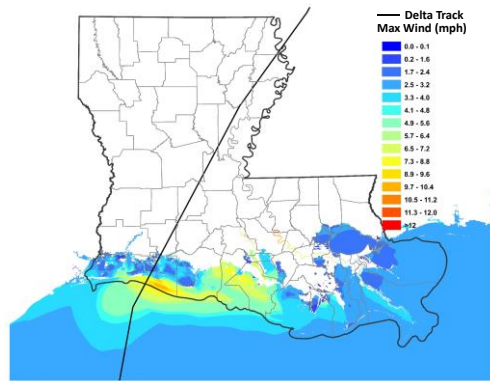 Delta Track
Max Wind (mph)
0.0 - 0.1
0.2 - 1.6
1.7 - 2.4
2.5 - 3.2
3.3 - 4.0
4.1 - 4.8
4.9 - 5.6
5.7 - 6.4
6.5 - 7.2
7.3 - 8.8
8.9 - 9.6
9.7 - 10.4
10.5 - 11.2
11.3 - 12.0
>12